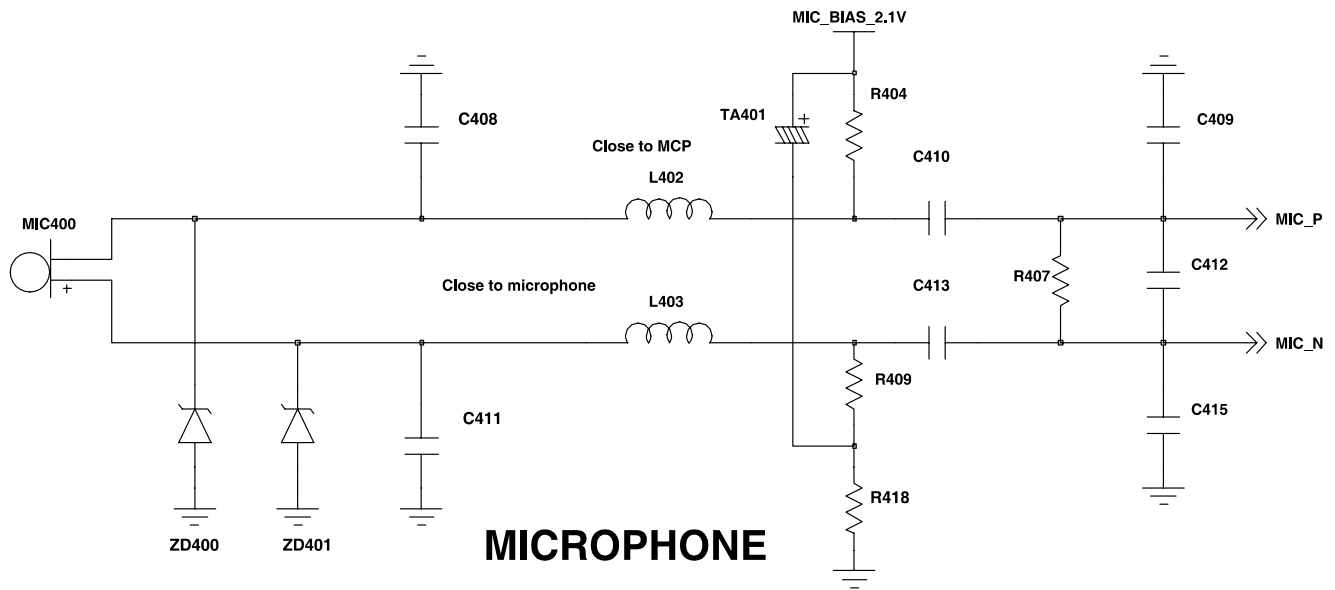 MIC_BIAS_2.1V
R404
TA401
+
C408
C409
Close to MCP
C410
L402
MIC400
MIC_P
+
C412
R407
Close to microphone
C413
L403
MIC_N
R409
C411
C415
R418
ZD400
ZD401
MICROPHONE